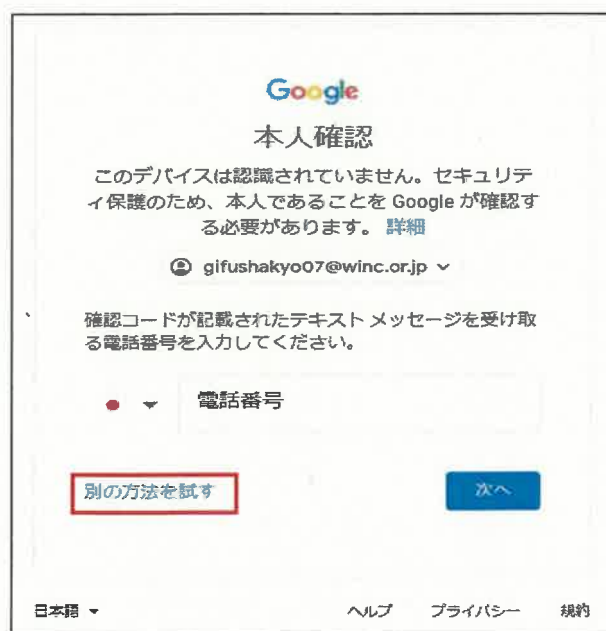 Google
本人確認
このデバイスは認識されていません。セキュリテ
ィ保護のため、本人であることを Google が確認す
る必要があります。 詳細
gifushakyo07@winc.or.jp
確認コードが記載されたテキスト メッセージを受け取
る電話番号を入力してください。
電話番号
別の方法を試す
次へ
日本語
ヘルプ プライバシー 規約